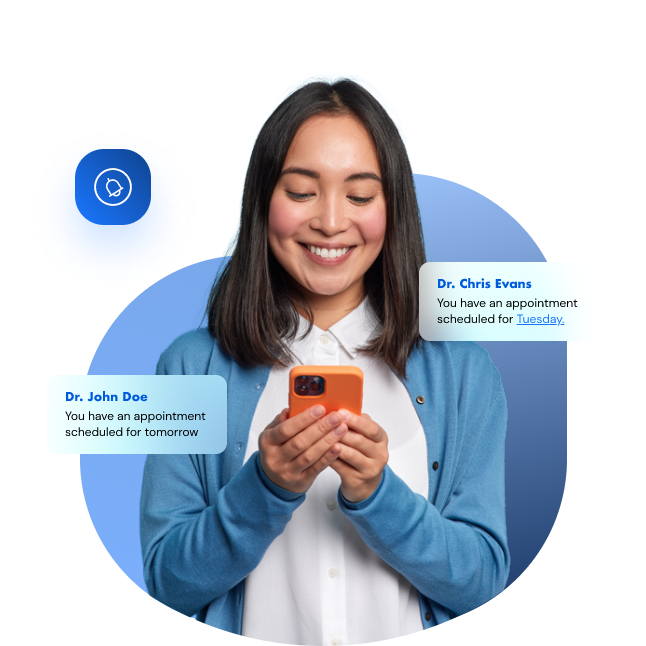 Dr. Chris Evans
You have an appointment
scheduled for Tuesday.
Dr. John Doe
You have an appointment
scheduled for tomorrow